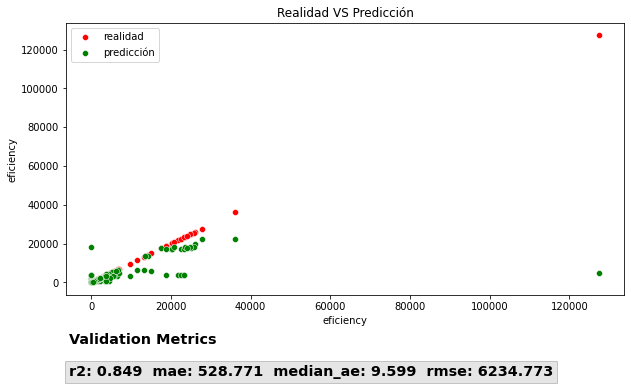 Realidad VS Predicción
realidad
predicción
eficiency
120000
100000
80000
60000
40000
20000
0
0 20000 40000 60000 80000 100000 120000
eficiency
Validation Metrics
r2: 0.849 mae: 528.771 median_ae: 9.599 rmse: 6234.773